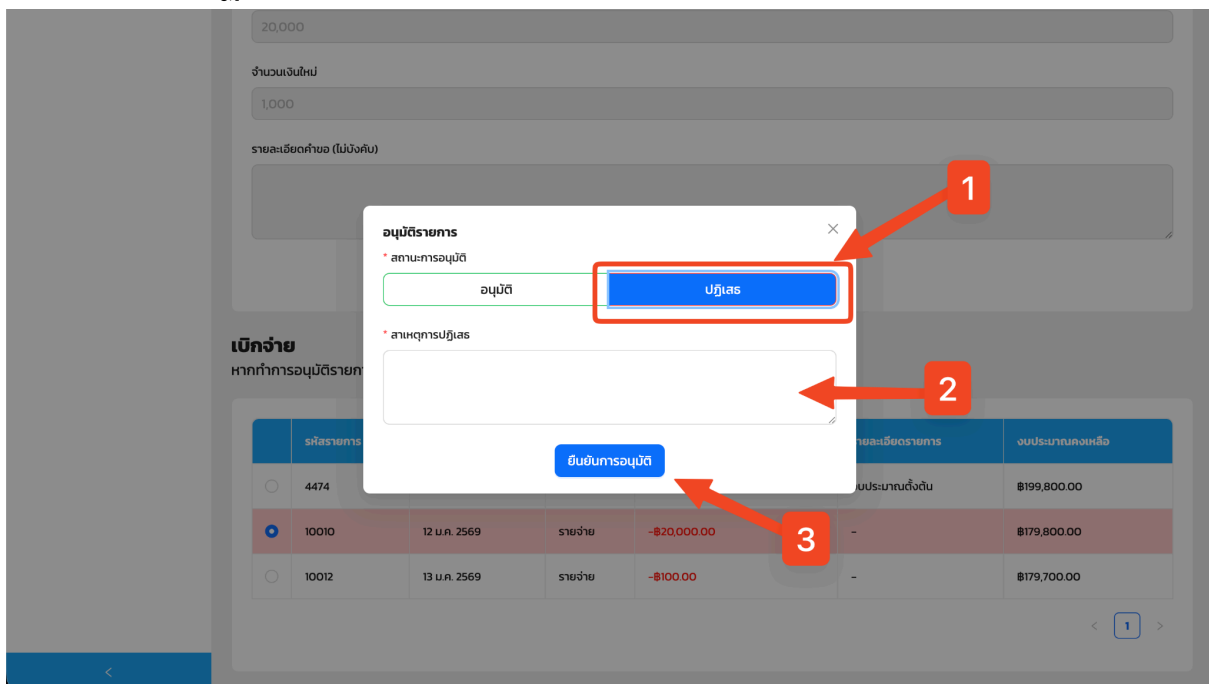 20,000
จำนวนเงินใหม่
1,000
รายละเอียดคำขอ (ไม่บังคับ)
1
อนุมัติรายการ
* สถานะการอนุมัติ
อนุมัติ ปฏิเสธ
* สาเหตุการปฏิเสธ
เบิกจ่าย
หากทำการอนุมัติรายก
2
ยืนยันการอนุมัติ
รหัสรายการ ายละเอียดรายการ งบประมาณคงเหลือ
4474 งบประมาณตั้งต้น ฿199,800.00
10010 12 ม.ค. 2569 รายจ่าย -฿20,000.00 - ฿179,800.00
3
10012 13 ม.ค. 2569 รายจ่าย -฿100.00 - ฿179,700.00
< 1 >
<